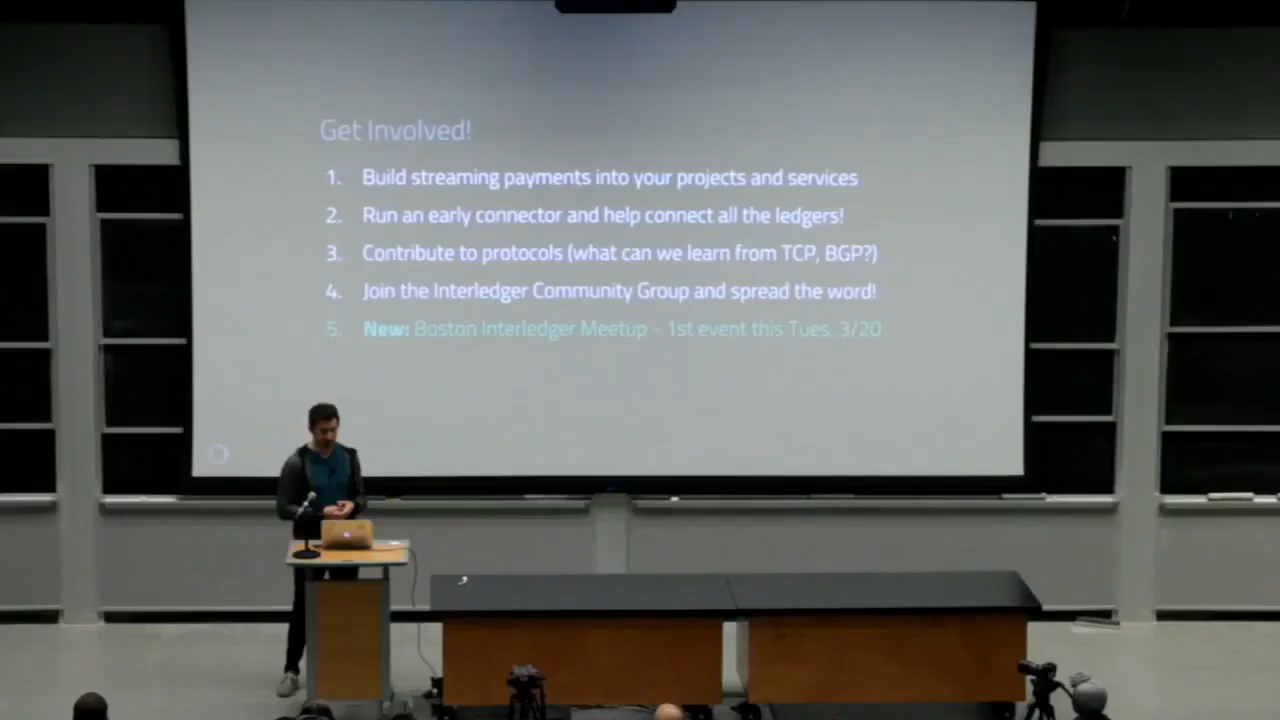 Get Involved!
1. Build streaming payments into your projects and services
2. Run an early connector and help connect all the ledgers!
3. Contribute to protocols (what can we learn from TCP, BGP?)
4. Join the Interledger Community Group and spread the word!
5. New: Boston Interledger Meetup - 1st event this Tues. 3/20